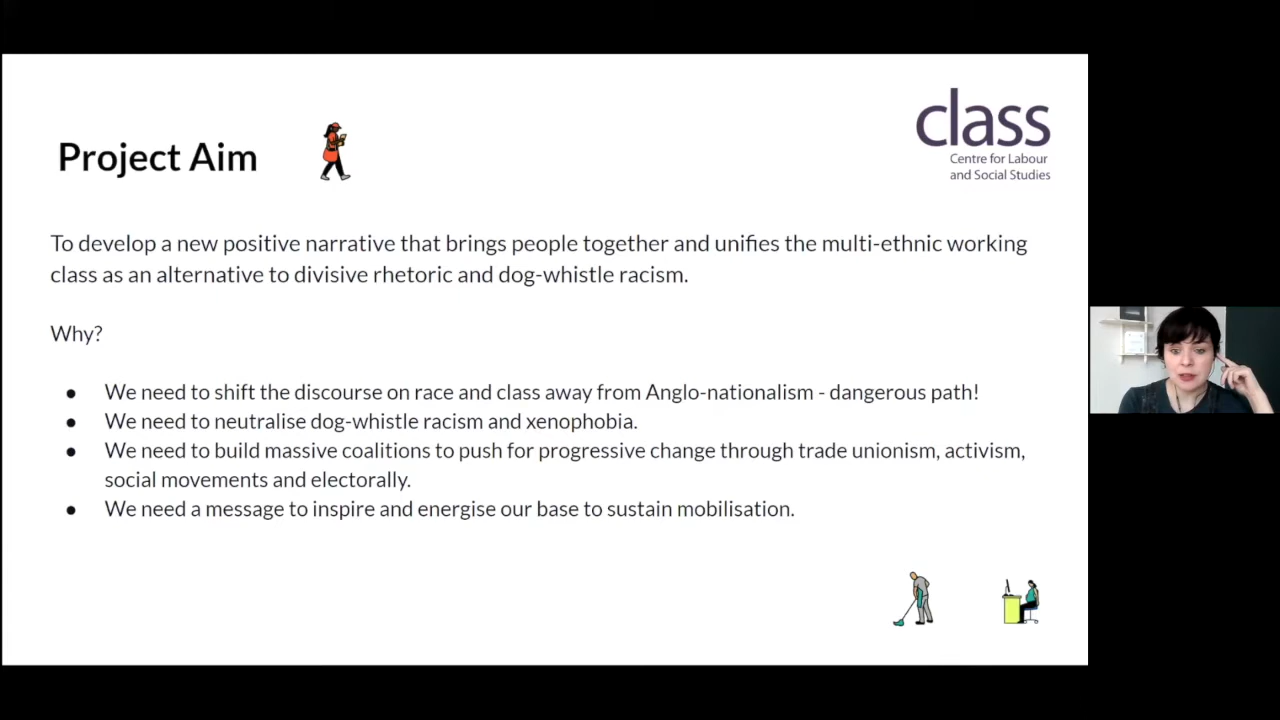 class
Centre for Labour
and Social Studies
Project Aim
To develop a new positive narrative that brings people together and unifies the multi-ethnic working
class as an alternative to divisive rhetoric and dog-whistle racism.
Why?
● We need to shift the discourse on race and class away from Anglo-nationalism - dangerous path!
● We need to neutralise dog-whistle racism and xenophobia.
● We need to build massive coalitions to push for progressive change through trade unionism, activism,
social movements and electorally.
● We need a message to inspire and energise our base to sustain mobilisation.